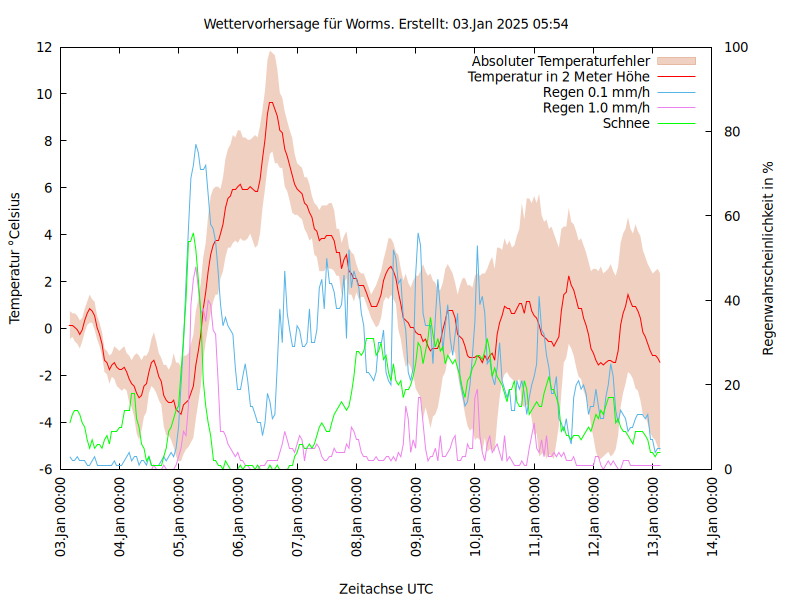 Wettervorhersage für Worms. Erstellt: 03.Jan 2025 05:54
Absoluter Temperaturfehler
Temperatur in 2 Meter Höhe
Regen 0.1 mm/h
Regen 1.0 mm/h
Schnee
Temperatur °Celsius
12
10
8
6
4
2
0
-2
-4
-6
100
80
60
40
20
0
Regenwahrscheinlichkeit in %
03.Jan 00:00
04.Jan 00:00
05.Jan 00:00
06.Jan 00:00
07.Jan 00:00
08.Jan 00:00
09.Jan 00:00
10.Jan 00:00
11.Jan 00:00
12.Jan 00:00
13.Jan 00:00
14.Jan 00:00
Zeitachse UTC